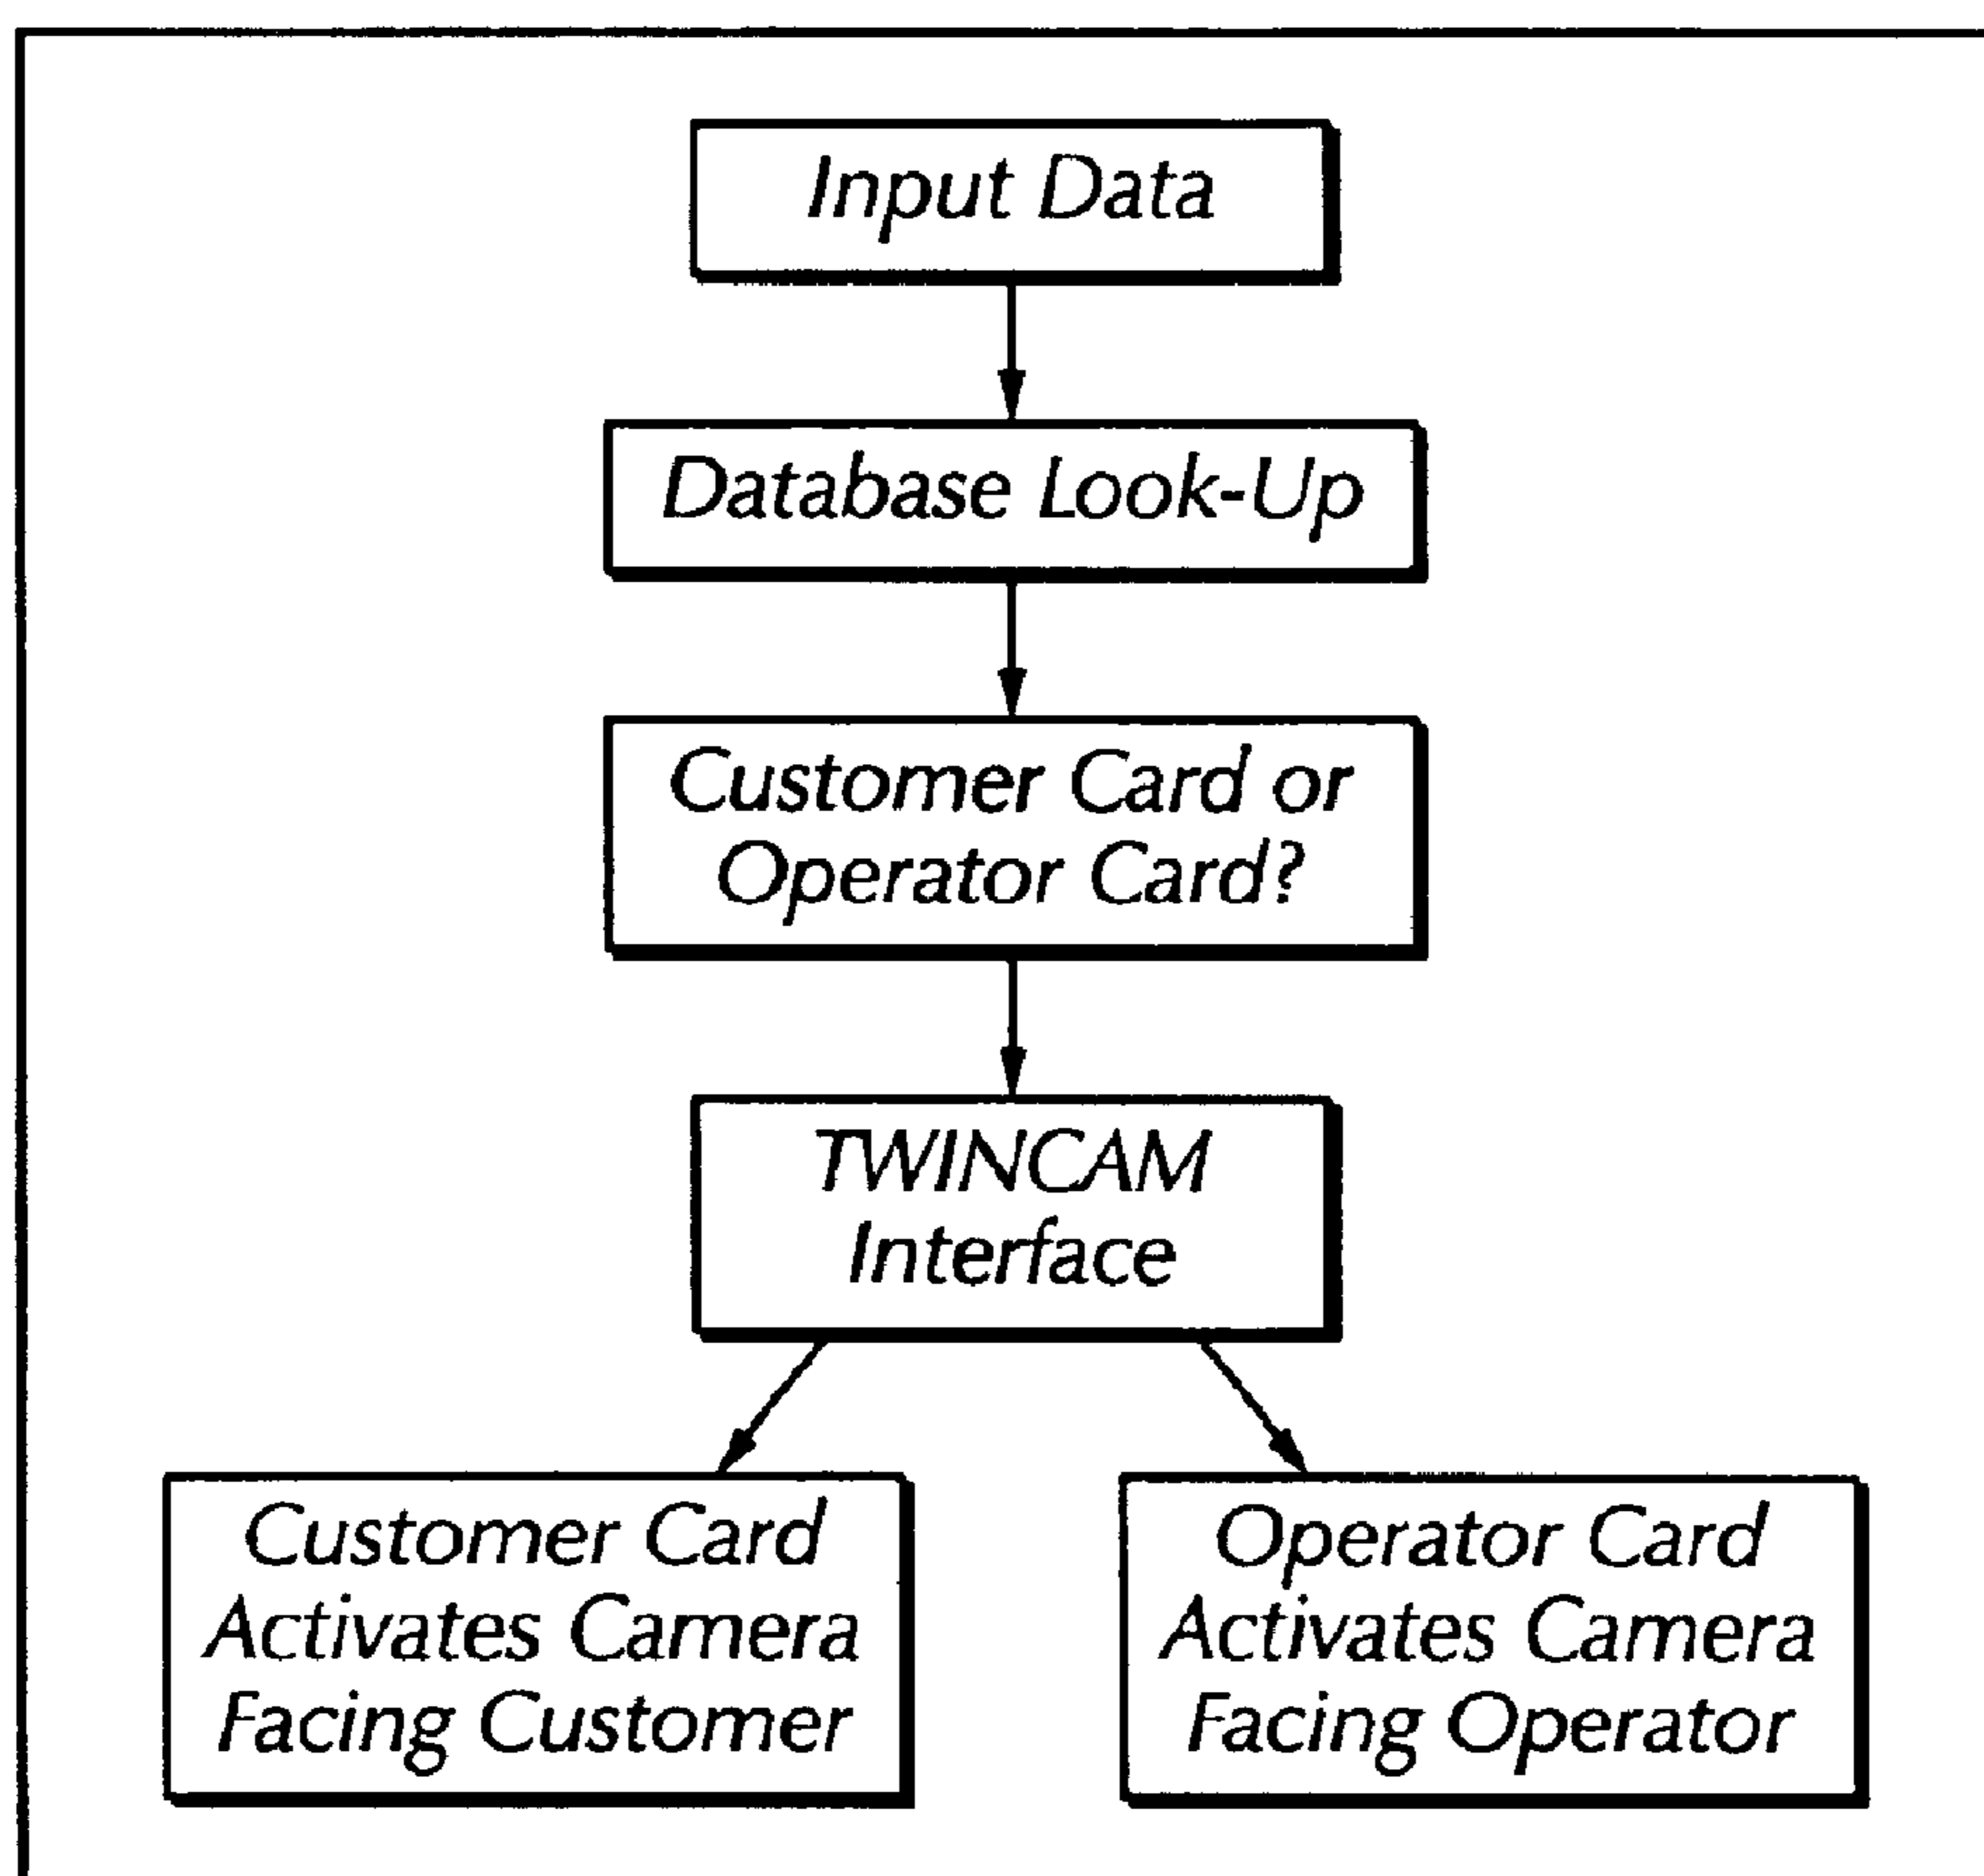 Input Data
Database Look-Up
Customer Card or
Operator Card?
TWINCAM
Interface
Customer Card
Activates Camera
Facing Customer
Operator Card
Activates Camera
Facing Operator